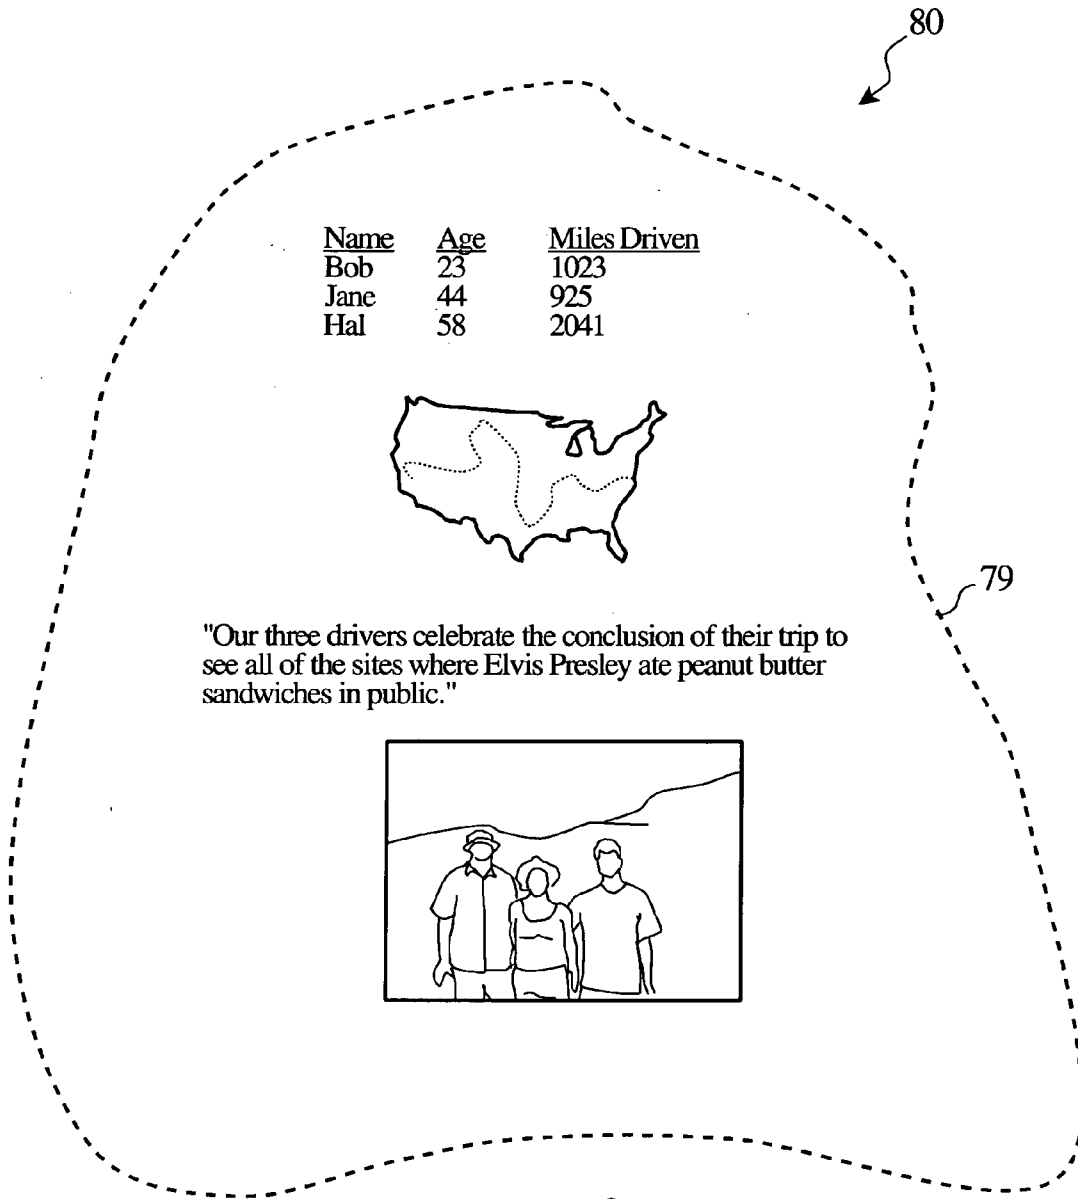 80
Name Age Miles Driven
Bob 23 1023
Jane 44 925
Hal 58 2041
79
"Our three drivers celebrate the conclusion of their trip to
see all of the sites where Elvis Presley ate peanut butter
sandwiches in public."